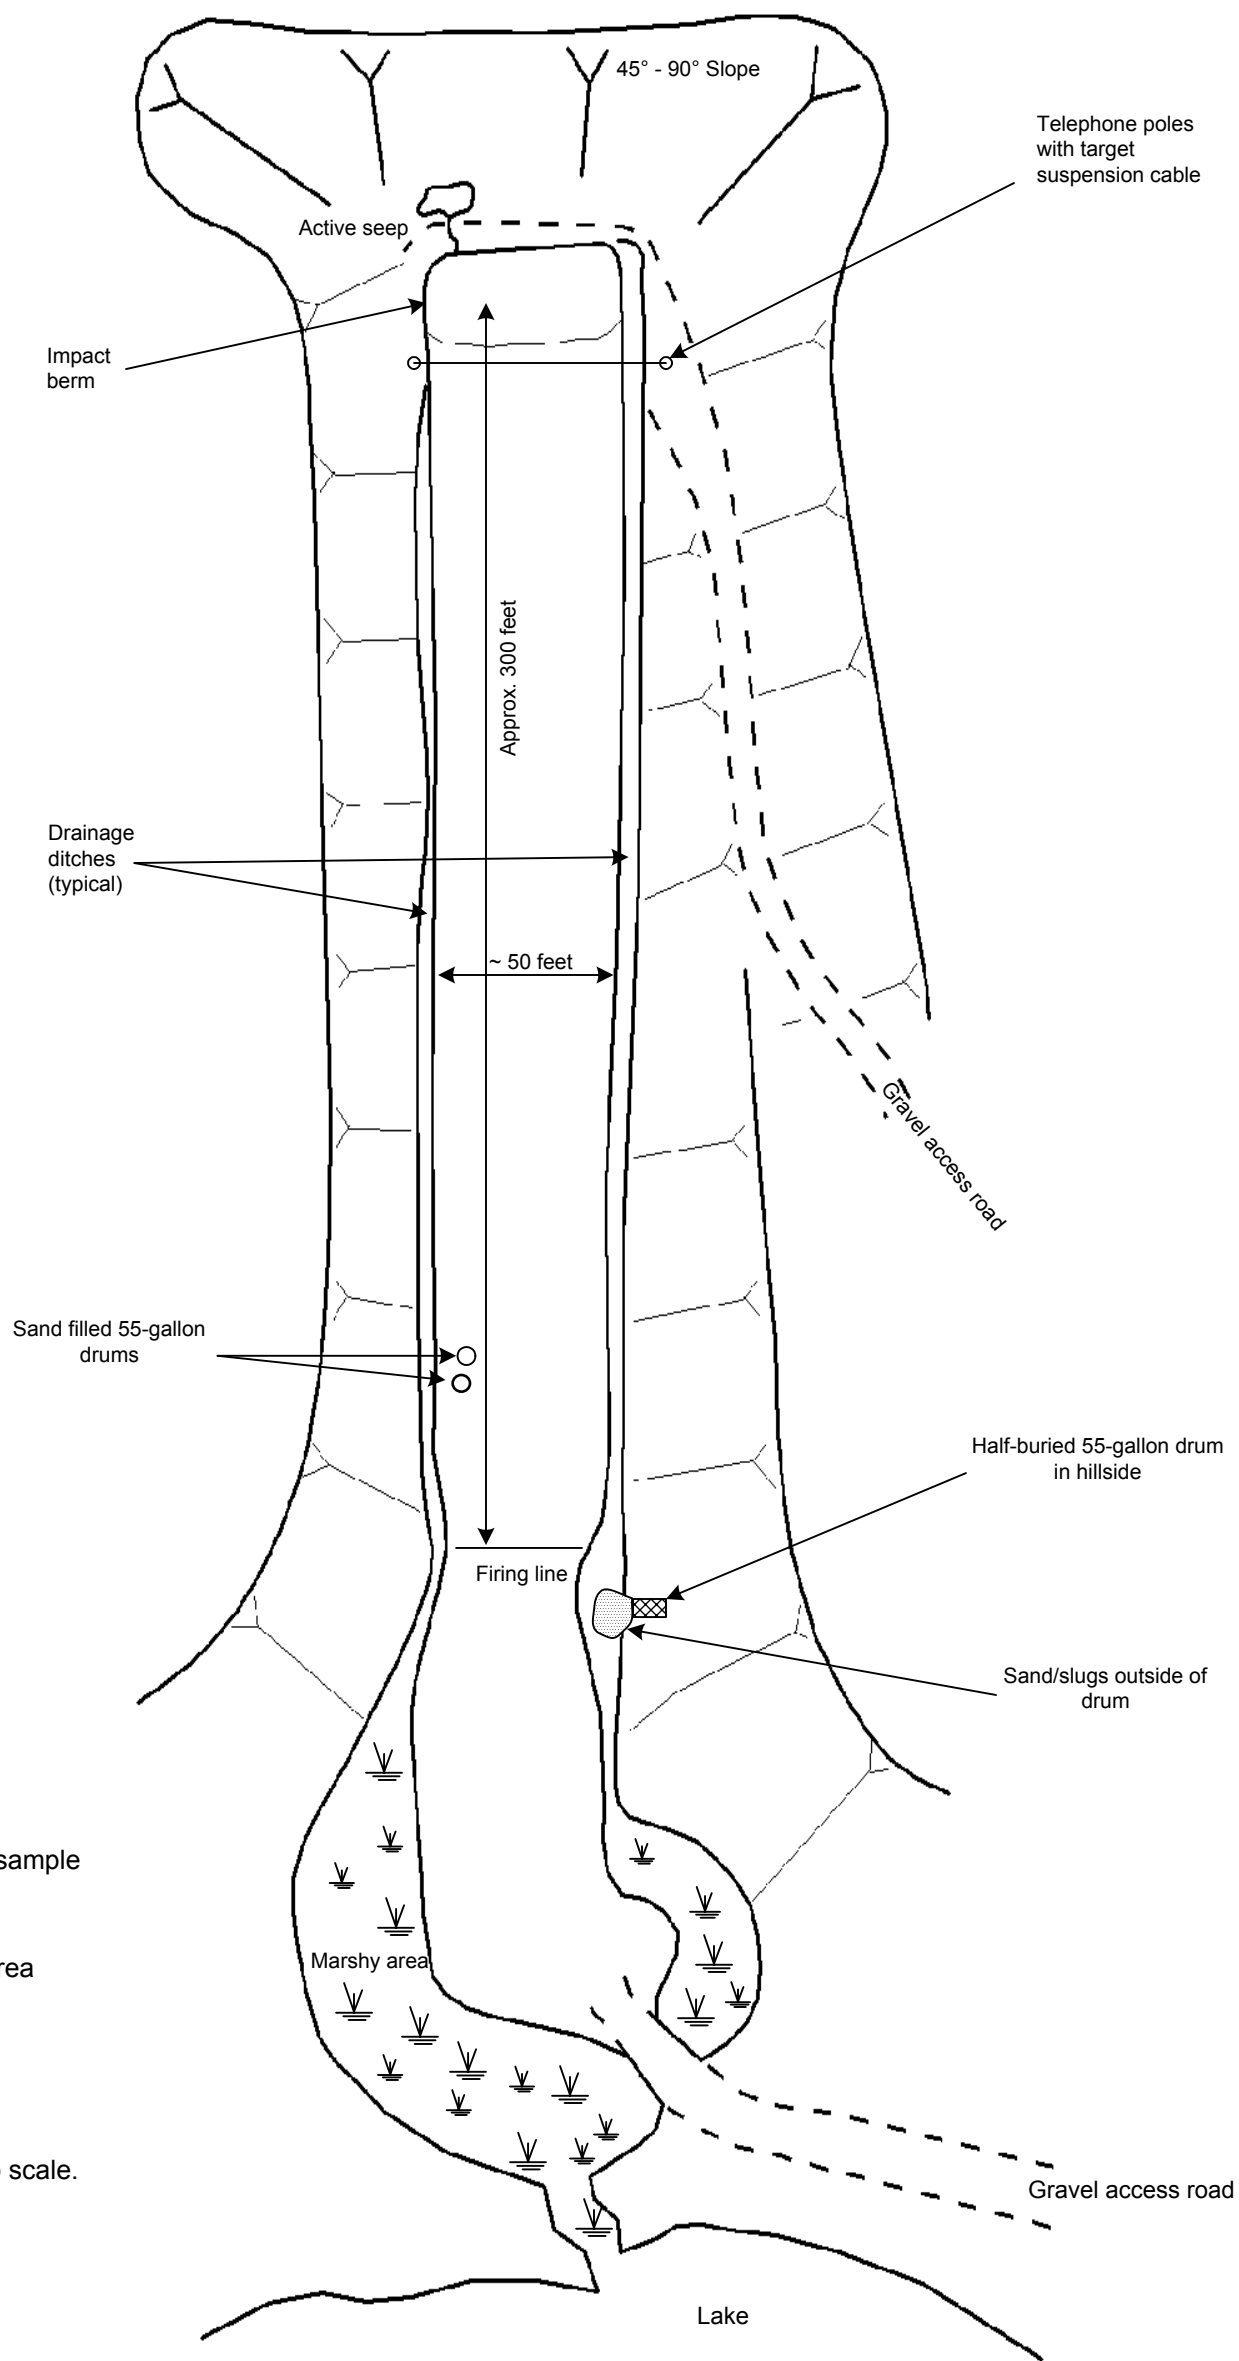 45° - 90° Slope
Telephone poles
with target
suspension cable
Active seep
Impact
berm
Approx. 300 feet
Drainage
ditches
(typical)
~ 50 feet
Gravel access road
Sand filled 55-gallon
drums
Half-buried 55-gallon drum
in hillside
Firing line
Sand/slugs outside of
drum
sample
Marshy area
scale.
Gravel access road
Lake